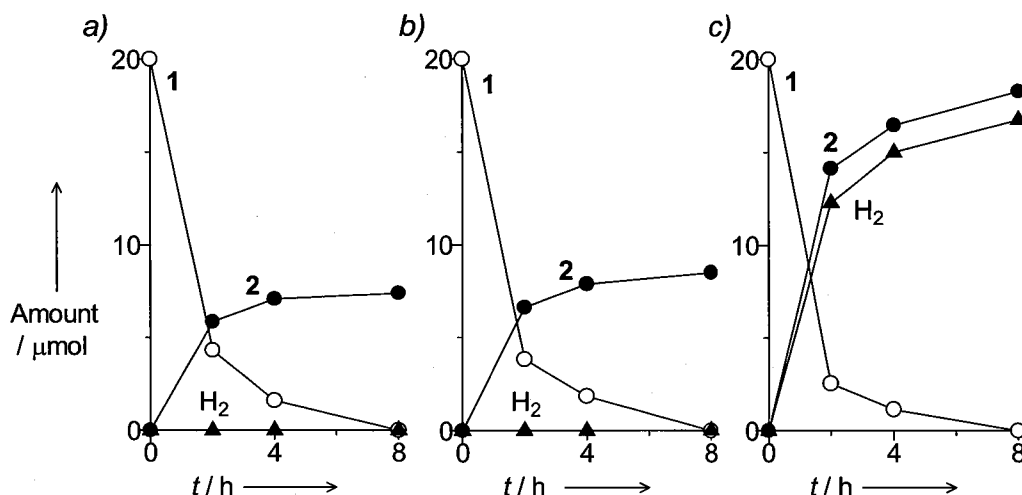 a) b) c)
20 20 20
1 1 1
2 2 2
H₂ H₂ H₂
10 10 10
Amount
/ μmol
0 0 0
0 4 8 0 4 8 0 4 8
t / h t / h t / h